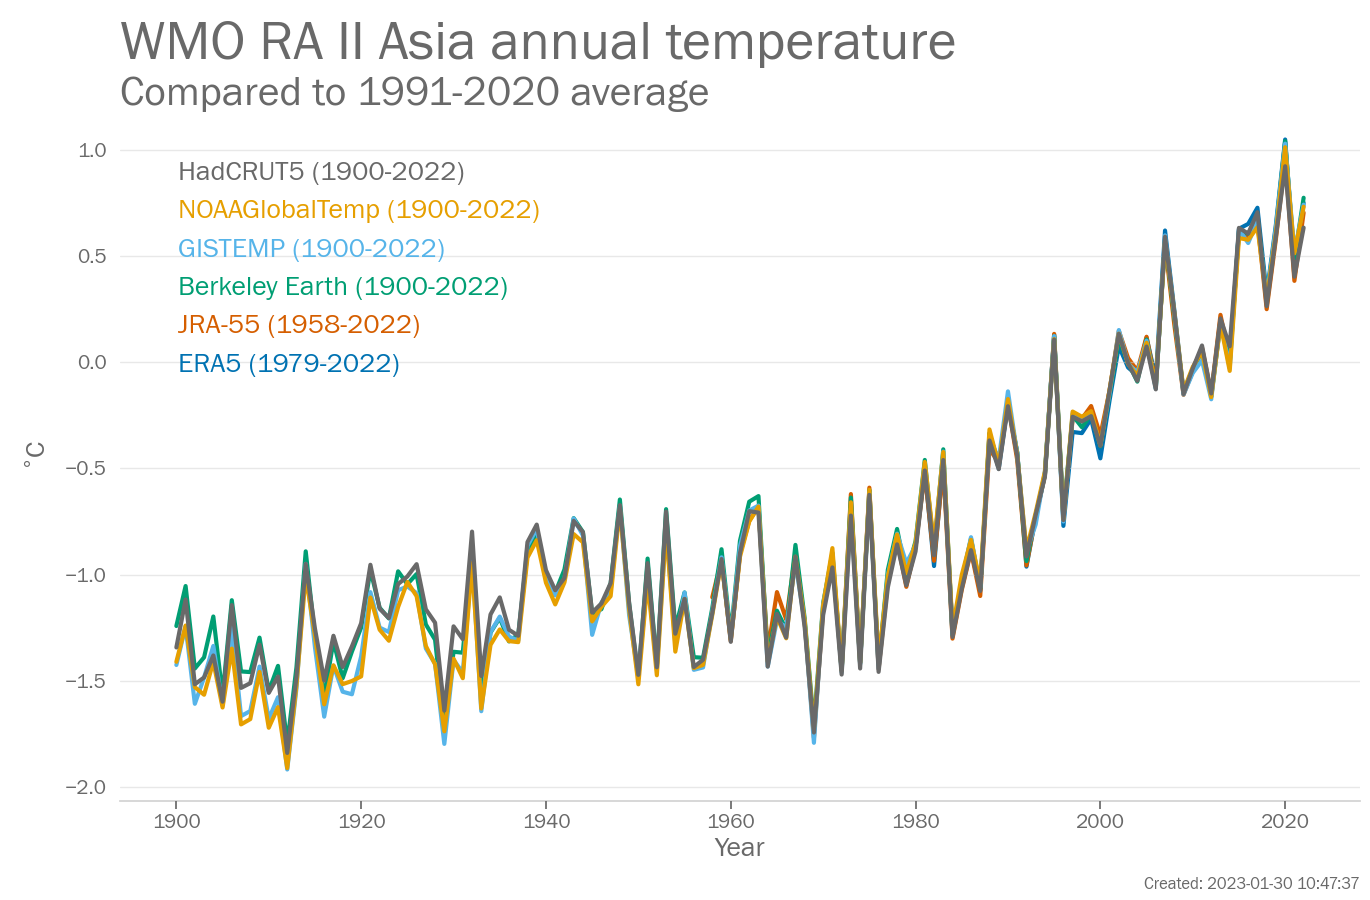 WMO RA II Asia annual temperature
Compared to 1991-2020 average
1.0
HadCRUT5 (1900-2022)
NOAAGlobalTemp (1900-2022)
GISTEMP (1900-2022)
0.5
Berkeley Earth (1900-2022)
JRA-55 (1958-2022)
0.0
ERA5 (1979-2022)
°C
−0.5
−1.0
−1.5
−2.0
1900 1920 1940 1960 1980 2000 2020
Year
Created: 2023-01-30 10:47:37